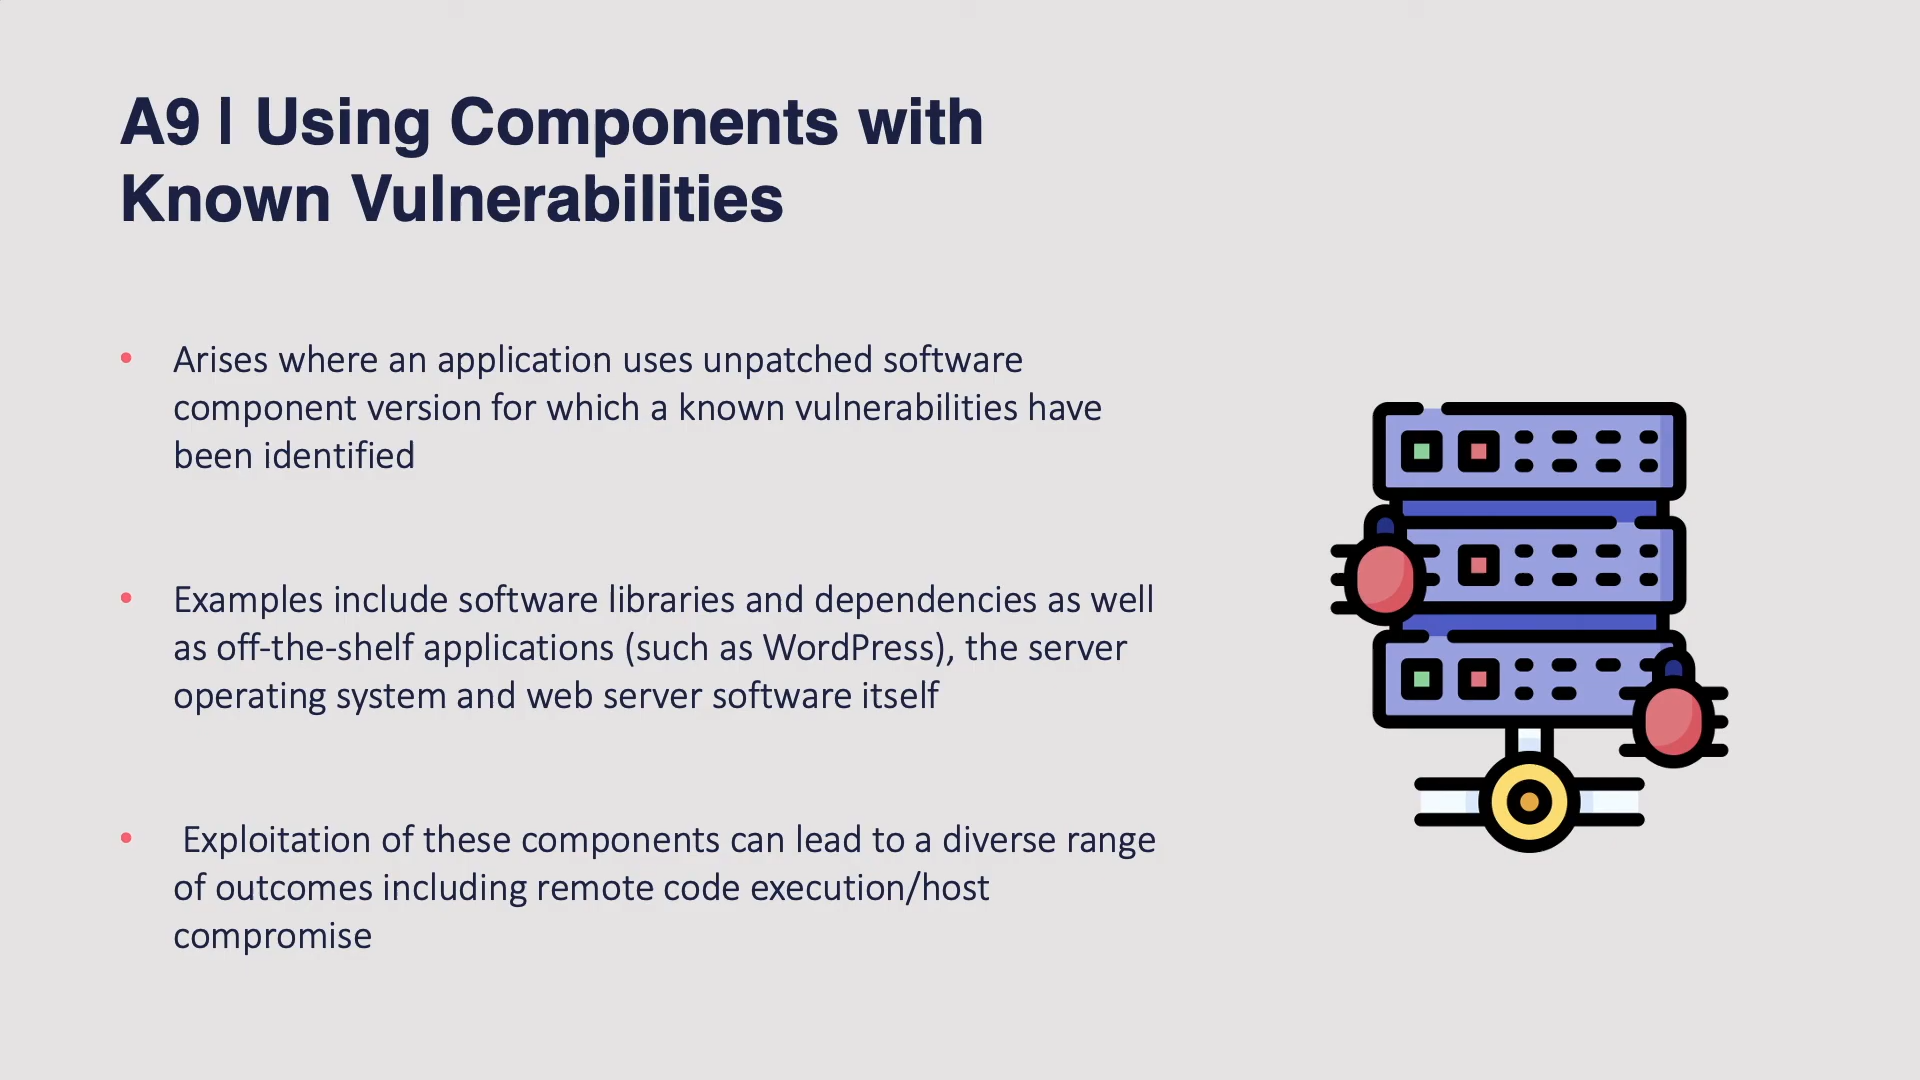 A9 | Using Components with
Known Vulnerabilities
• Arises where an application uses unpatched software
component version for which a known vulnerabilities have
been identified
• Examples include software libraries and dependencies as well
as off-the-shelf applications (such as WordPress), the server
operating system and web server software itself
• Exploitation of these components can lead to a diverse range
of outcomes including remote code execution/host
compromise